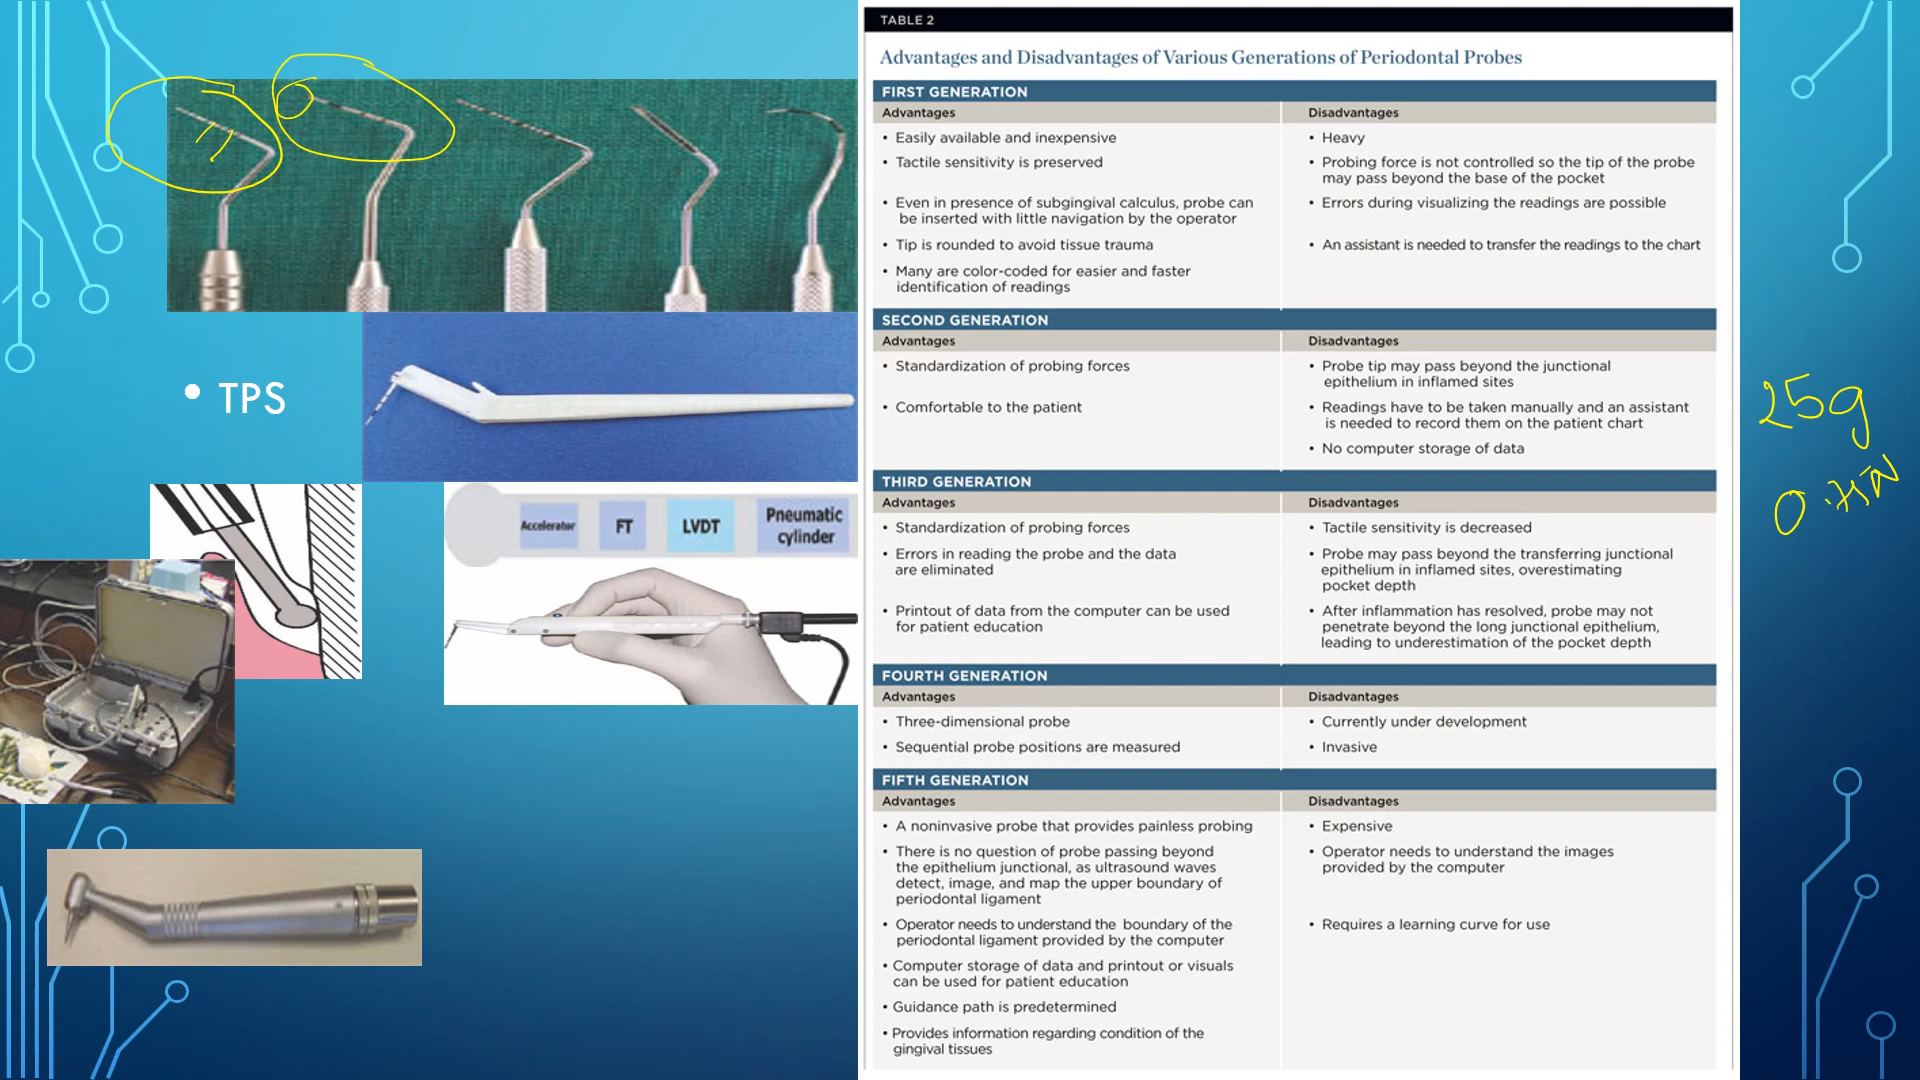 • TPS
Accelerator
FT
LVDT
Pneumatic
cylinder
TABLE 2
Advantages and Disadvantages of Various Generations of Periodontal Probes
FIRST GENERATION
Advantages
• Easily available and inexpensive
• Tactile sensitivity is preserved
• Even in presence of subgingival calculus, probe can
be inserted with little navigation by the operator
• Tip is rounded to avoid tissue trauma
• Many are color-coded for easier and faster
identification of readings
Disadvantages
• Heavy
• Probing force is not controlled so the tip of the probe
may pass beyond the base of the pocket
• Errors during visualizing the readings are possible
• An assistant is needed to transfer the readings to the chart
SECOND GENERATION
Advantages
• Standardization of probing forces
• Comfortable to the patient
Disadvantages
• Probe tip may pass beyond the junctional
epithelium in inflamed sites
• Readings have to be taken manually and an assistant
is needed to record them on the patient chart
• No computer storage of data
THIRD GENERATION
Advantages
• Standardization of probing forces
• Errors in reading the probe and the data
are eliminated
• Printout of data from the computer can be used
for patient education
Disadvantages
• Tactile sensitivity is decreased
• Probe may pass beyond the transferring junctional
epithelium in inflamed sites, overestimating
pocket depth
• After inflammation has resolved, probe may not
penetrate beyond the long junctional epithelium,
leading to underestimation of the pocket depth
FOURTH GENERATION
Advantages
• Three-dimensional probe
• Sequential probe positions are measured
Disadvantages
• Currently under development
• Invasive
FIFTH GENERATION
Advantages
• A noninvasive probe that provides painless probing
• There is no question of probe passing beyond
the epithelium junctional, as ultrasound waves
detect, image, and map the upper boundary of
periodontal ligament
• Operator needs to understand the boundary of the
periodontal ligament provided by the computer
• Computer storage of data and printout or visuals
can be used for patient education
• Guidance path is predetermined
• Provides information regarding condition of the
gingival tissues
Disadvantages
• Expensive
• Operator needs to understand the images
provided by the computer
• Requires a learning curve for use
25g
0.75N